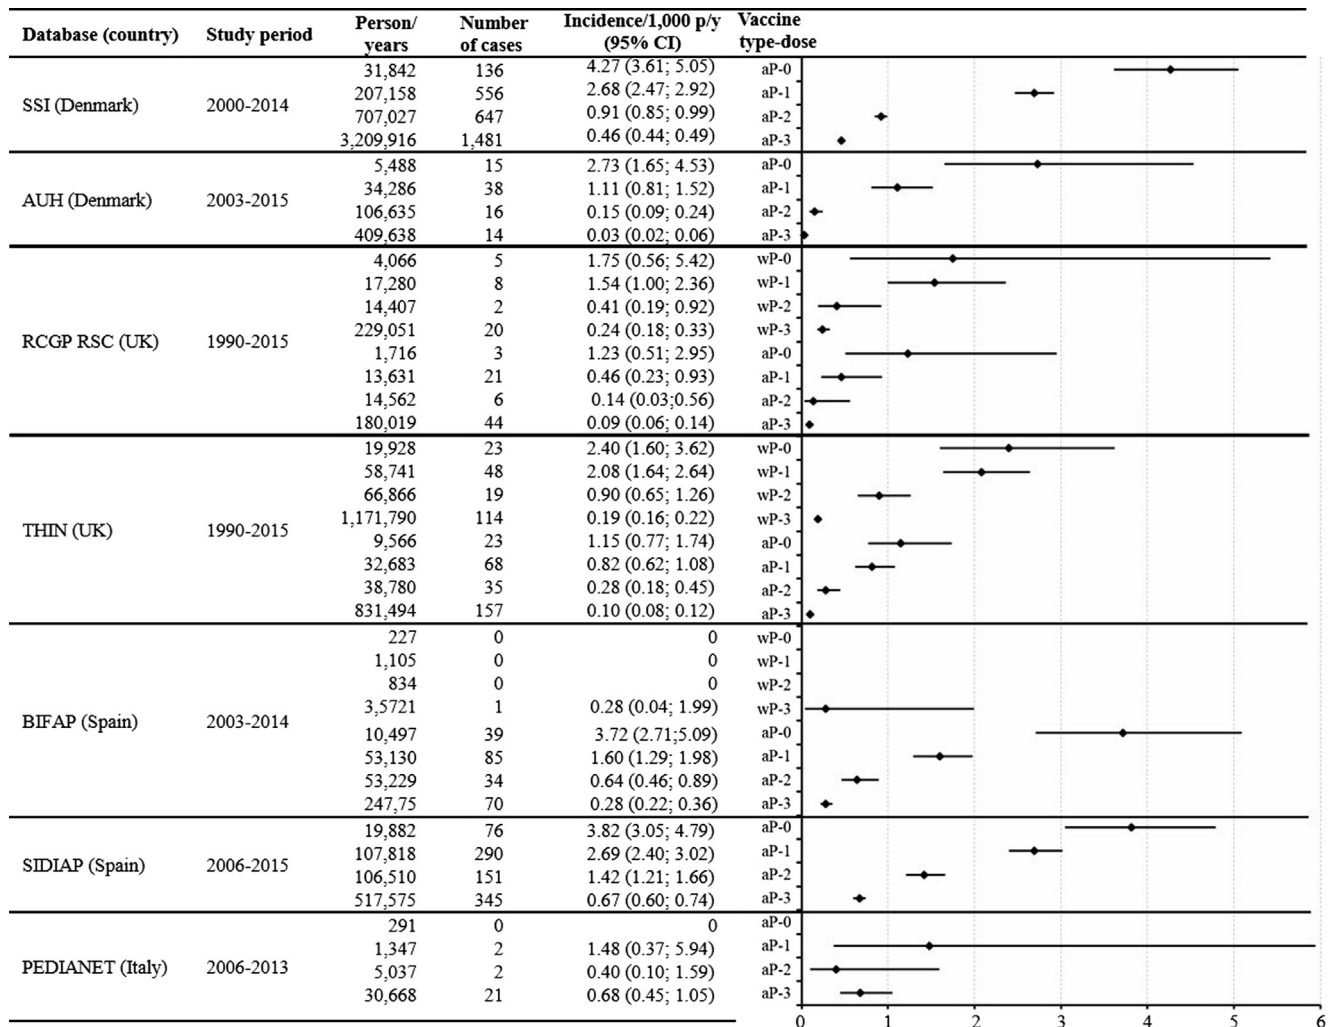 Database (country) Study period Person/years Number of cases Incidence/1,000 p/y (95% CI) Vaccine type-dose
SSI (Denmark) 2000-2014
31,842 136 4.27 (3.61; 5.05) aP-0
207,158 556 2.68 (2.47; 2.92) aP-1
707,027 647 0.91 (0.85; 0.99) aP-2
3,209,916 1,481 0.46 (0.44; 0.49) aP-3
AUH (Denmark) 2003-2015
5,488 15 2.73 (1.65; 4.53) aP-0
34,286 38 1.11 (0.81; 1.52) aP-1
106,635 16 0.15 (0.09; 0.24) aP-2
409,638 14 0.03 (0.02; 0.06) aP-3
RCGP RSC (UK) 1990-2015
4,066 5 1.75 (0.56; 5.42) wP-0
17,280 8 1.54 (1.00; 2.36) wP-1
14,407 2 0.41 (0.19; 0.92) wP-2
229,051 20 0.24 (0.18; 0.33) wP-3
1,716 3 1.23 (0.51; 2.95) aP-0
13,631 21 0.46 (0.23; 0.93) aP-1
14,562 6 0.14 (0.03;0.56) aP-2
180,019 44 0.09 (0.06; 0.14) aP-3
THIN (UK) 1990-2015
19,928 23 2.40 (1.60; 3.62) wP-0
58,741 48 2.08 (1.64; 2.64) wP-1
66,866 19 0.90 (0.65; 1.26) wP-2
1,171,790 114 0.19 (0.16; 0.22) wP-3
9,566 23 1.15 (0.77; 1.74) aP-0
32,683 68 0.82 (0.62; 1.08) aP-1
38,780 35 0.28 (0.18; 0.45) aP-2
831,494 157 0.10 (0.08; 0.12) aP-3
BIFAP (Spain) 2003-2014
227 0 0 wP-0
1,105 0 0 wP-1
834 0 0 wP-2
3,5721 1 0.28 (0.04; 1.99) wP-3
10,497 39 3.72 (2.71;5.09) aP-0
53,130 85 1.60 (1.29; 1.98) aP-1
53,229 34 0.64 (0.46; 0.89) aP-2
247,75 70 0.28 (0.22; 0.36) aP-3
SIDIAP (Spain) 2006-2015
19,882 76 3.82 (3.05; 4.79) aP-0
107,818 290 2.69 (2.40; 3.02) aP-1
106,510 151 1.42 (1.21; 1.66) aP-2
517,575 345 0.67 (0.60; 0.74) aP-3
PEDIANET (Italy) 2006-2013
291 0 0 aP-0
1,347 2 1.48 (0.37; 5.94) aP-1
5,037 2 0.40 (0.10; 1.59) aP-2
30,668 21 0.68 (0.45; 1.05) aP-3
0 1 2 3 4 5 6